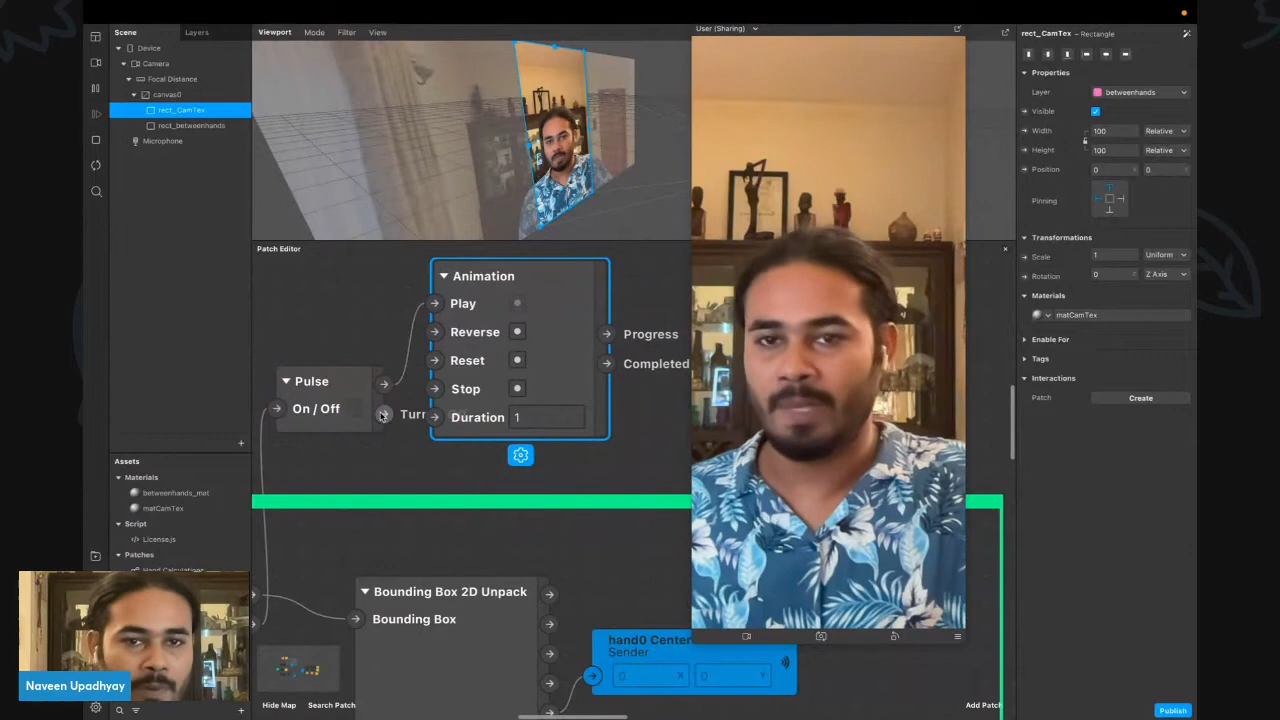 Scene
Layers
Viewport
Mode
Filter
View
User (Sharing)
rect_CamTex – Rectangle
Device
Camera
Focal Distance
canvas0
rect_CamTex
rect_betweenhands
Microphone
Properties
Layer
betweenhands
Visible
Width
100
Relative
Height
100
Relative
Position
0
0
Pinning
Transformations
Scale
1
Uniform
Rotation
0
Z Axis
Materials
matCamTex
Enable For
Tags
Interactions
Patch
Create
Patch Editor
Animation
Play
Reverse
Reset
Stop
Duration
1
Progress
Completed
Pulse
On / Off
Assets
Materials
betweenhands_mat
matCamTex
Script
License.js
Patches
Hand Calculations
Bounding Box 2D Unpack
Bounding Box
hand0 Center
Sender
0
X
0
Y
Naveen Upadhyay
Hide Map
Search Patch
Add Patch
Publish